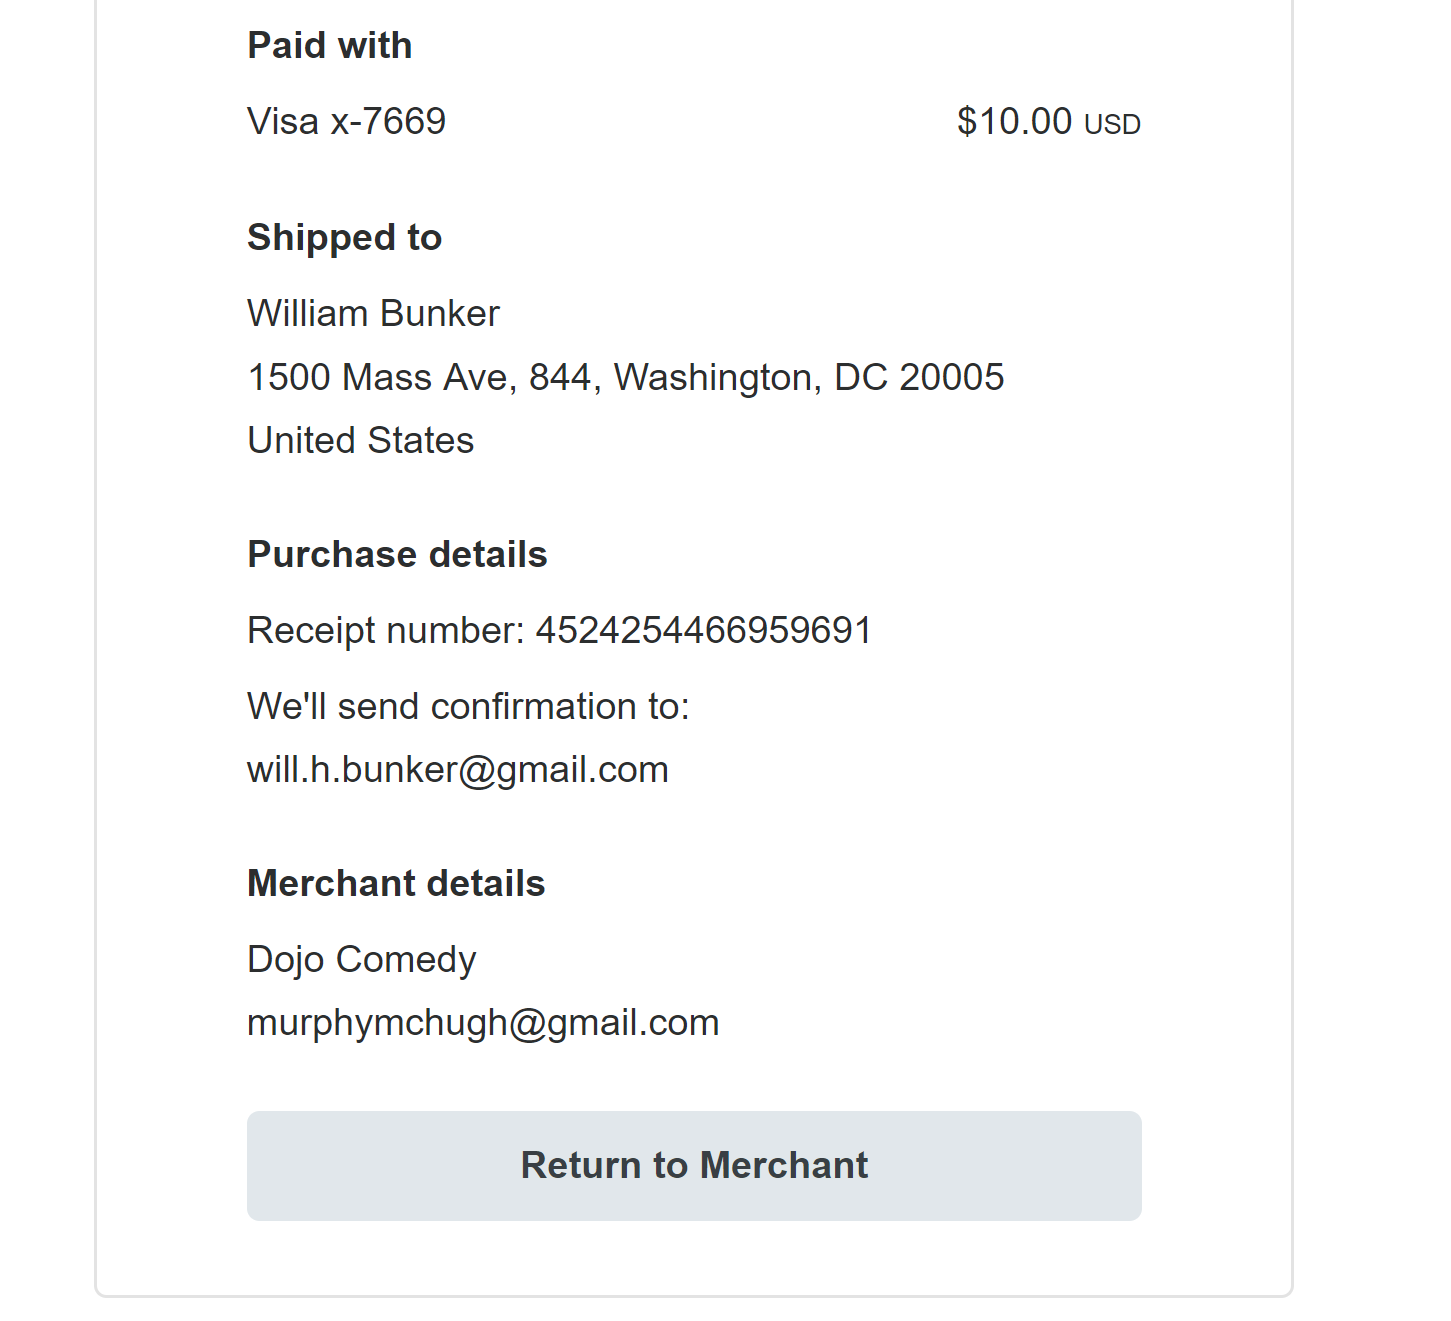 Paid with
Visa x-7669 $10.00 USD
Shipped to
William Bunker
1500 Mass Ave, 844, Washington, DC 20005
United States
Purchase details
Receipt number: 4524254466959691
We'll send confirmation to:
will.h.bunker@gmail.com
Merchant details
Dojo Comedy
murphymchugh@gmail.com
Return to Merchant